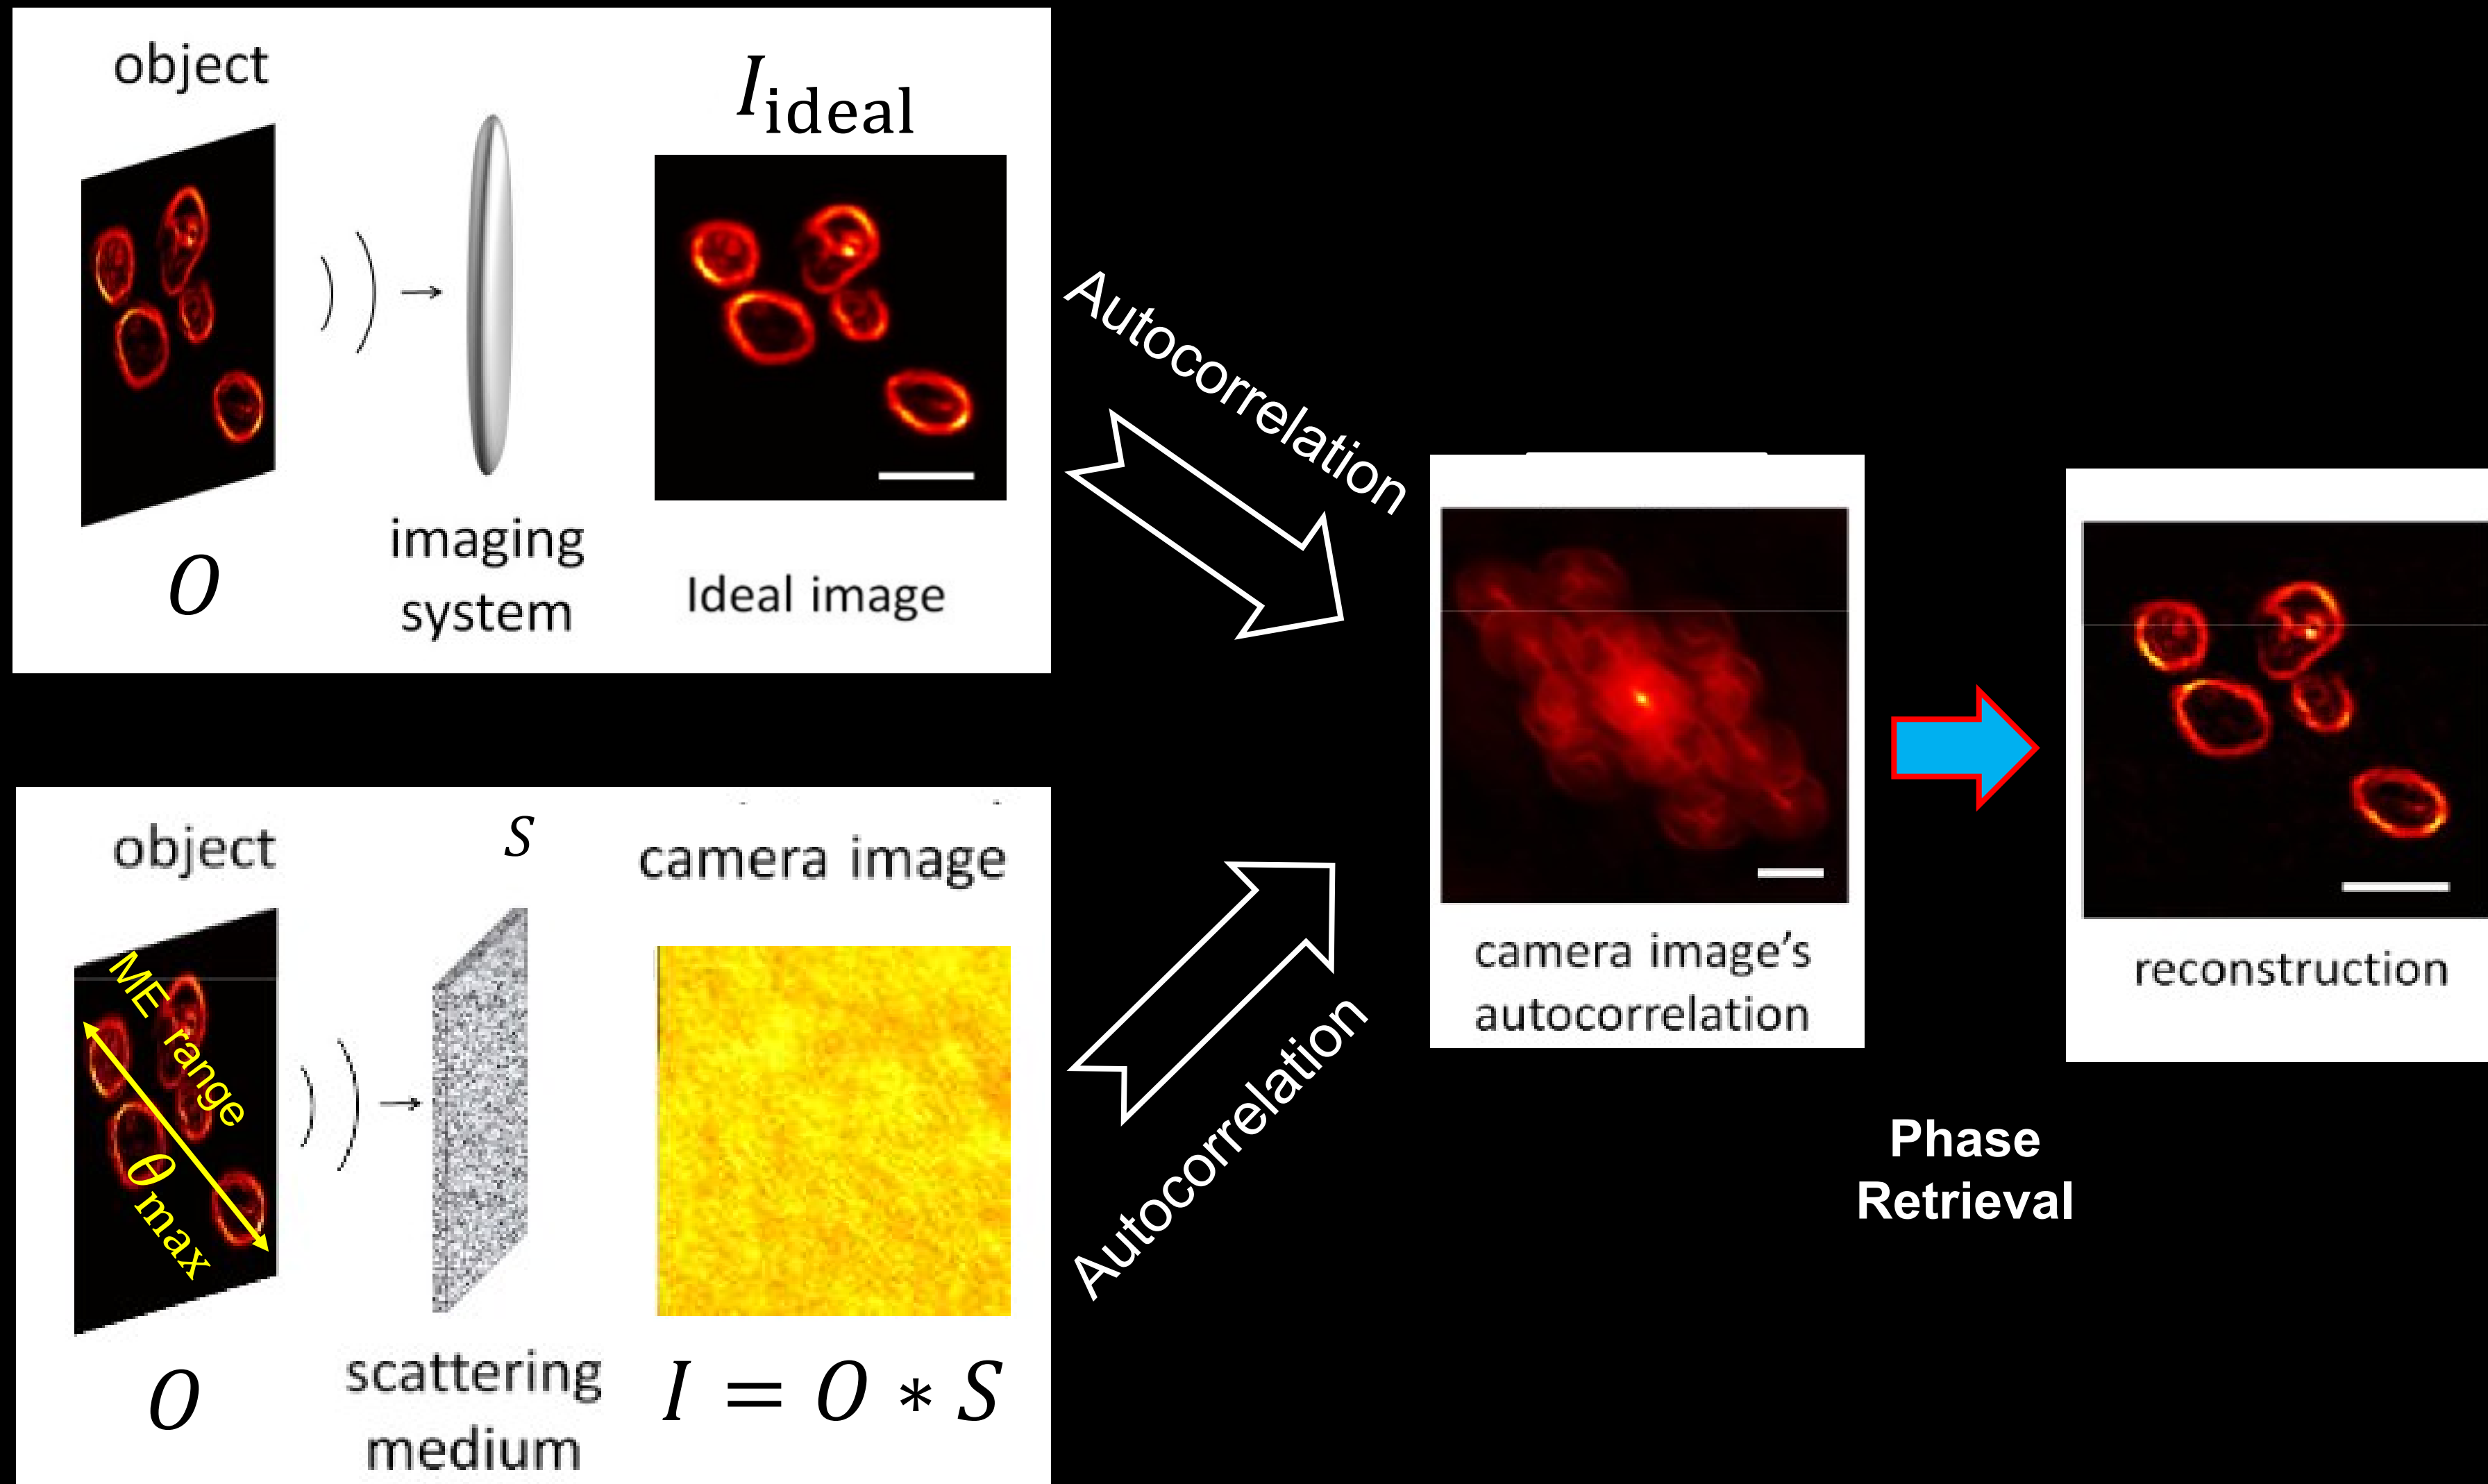 object
I_ideal
O
imaging
system
Ideal image
Autocorrelation
object
S
camera image
ME range
θ max
O
scattering
medium
I = O * S
Autocorrelation
camera image's
autocorrelation
Phase
Retrieval
reconstruction